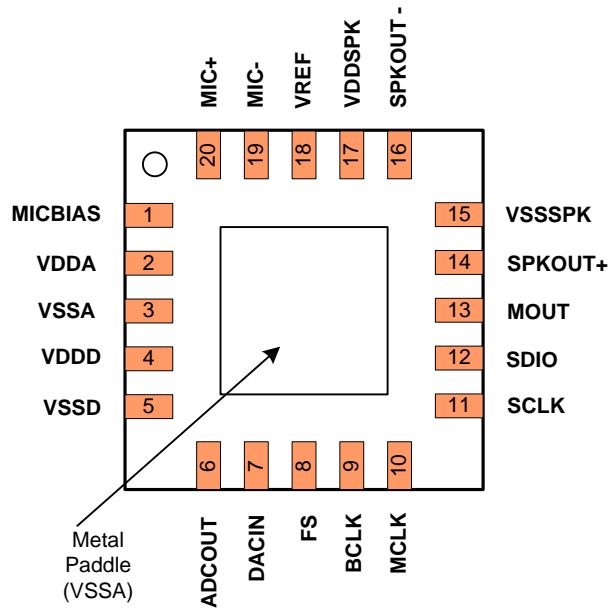 MIC+
MIC-
VREF
VDDSPK
SPKOUT -
20
19
18
17
16
MICBIAS 1
VDDA 2
VSSA 3
VDDD 4
VSSD 5
15 VSSSPK
14 SPKOUT+
13 MOUT
12 SDIO
11 SCLK
6
7
8
9
10
ADCOUT
DACIN
FS
BCLK
MCLK
Metal
Paddle
(VSSA)